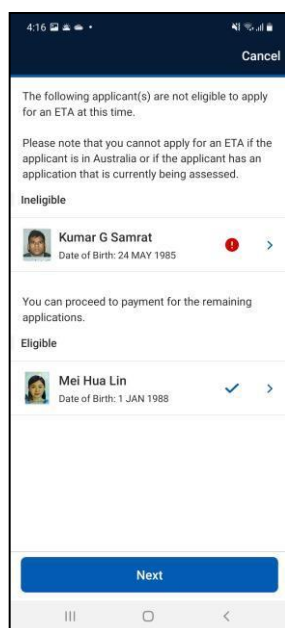 4:16
Cancel
The following applicant(s) are not eligible to apply
for an ETA at this time.
Please note that you cannot apply for an ETA if the
applicant is in Australia or if the applicant has an
application that is currently being assessed.
Ineligible
Kumar G Samrat
Date of Birth: 24 MAY 1985
You can proceed to payment for the remaining
applications.
Eligible
Mei Hua Lin
Date of Birth: 1 JAN 1988
Next